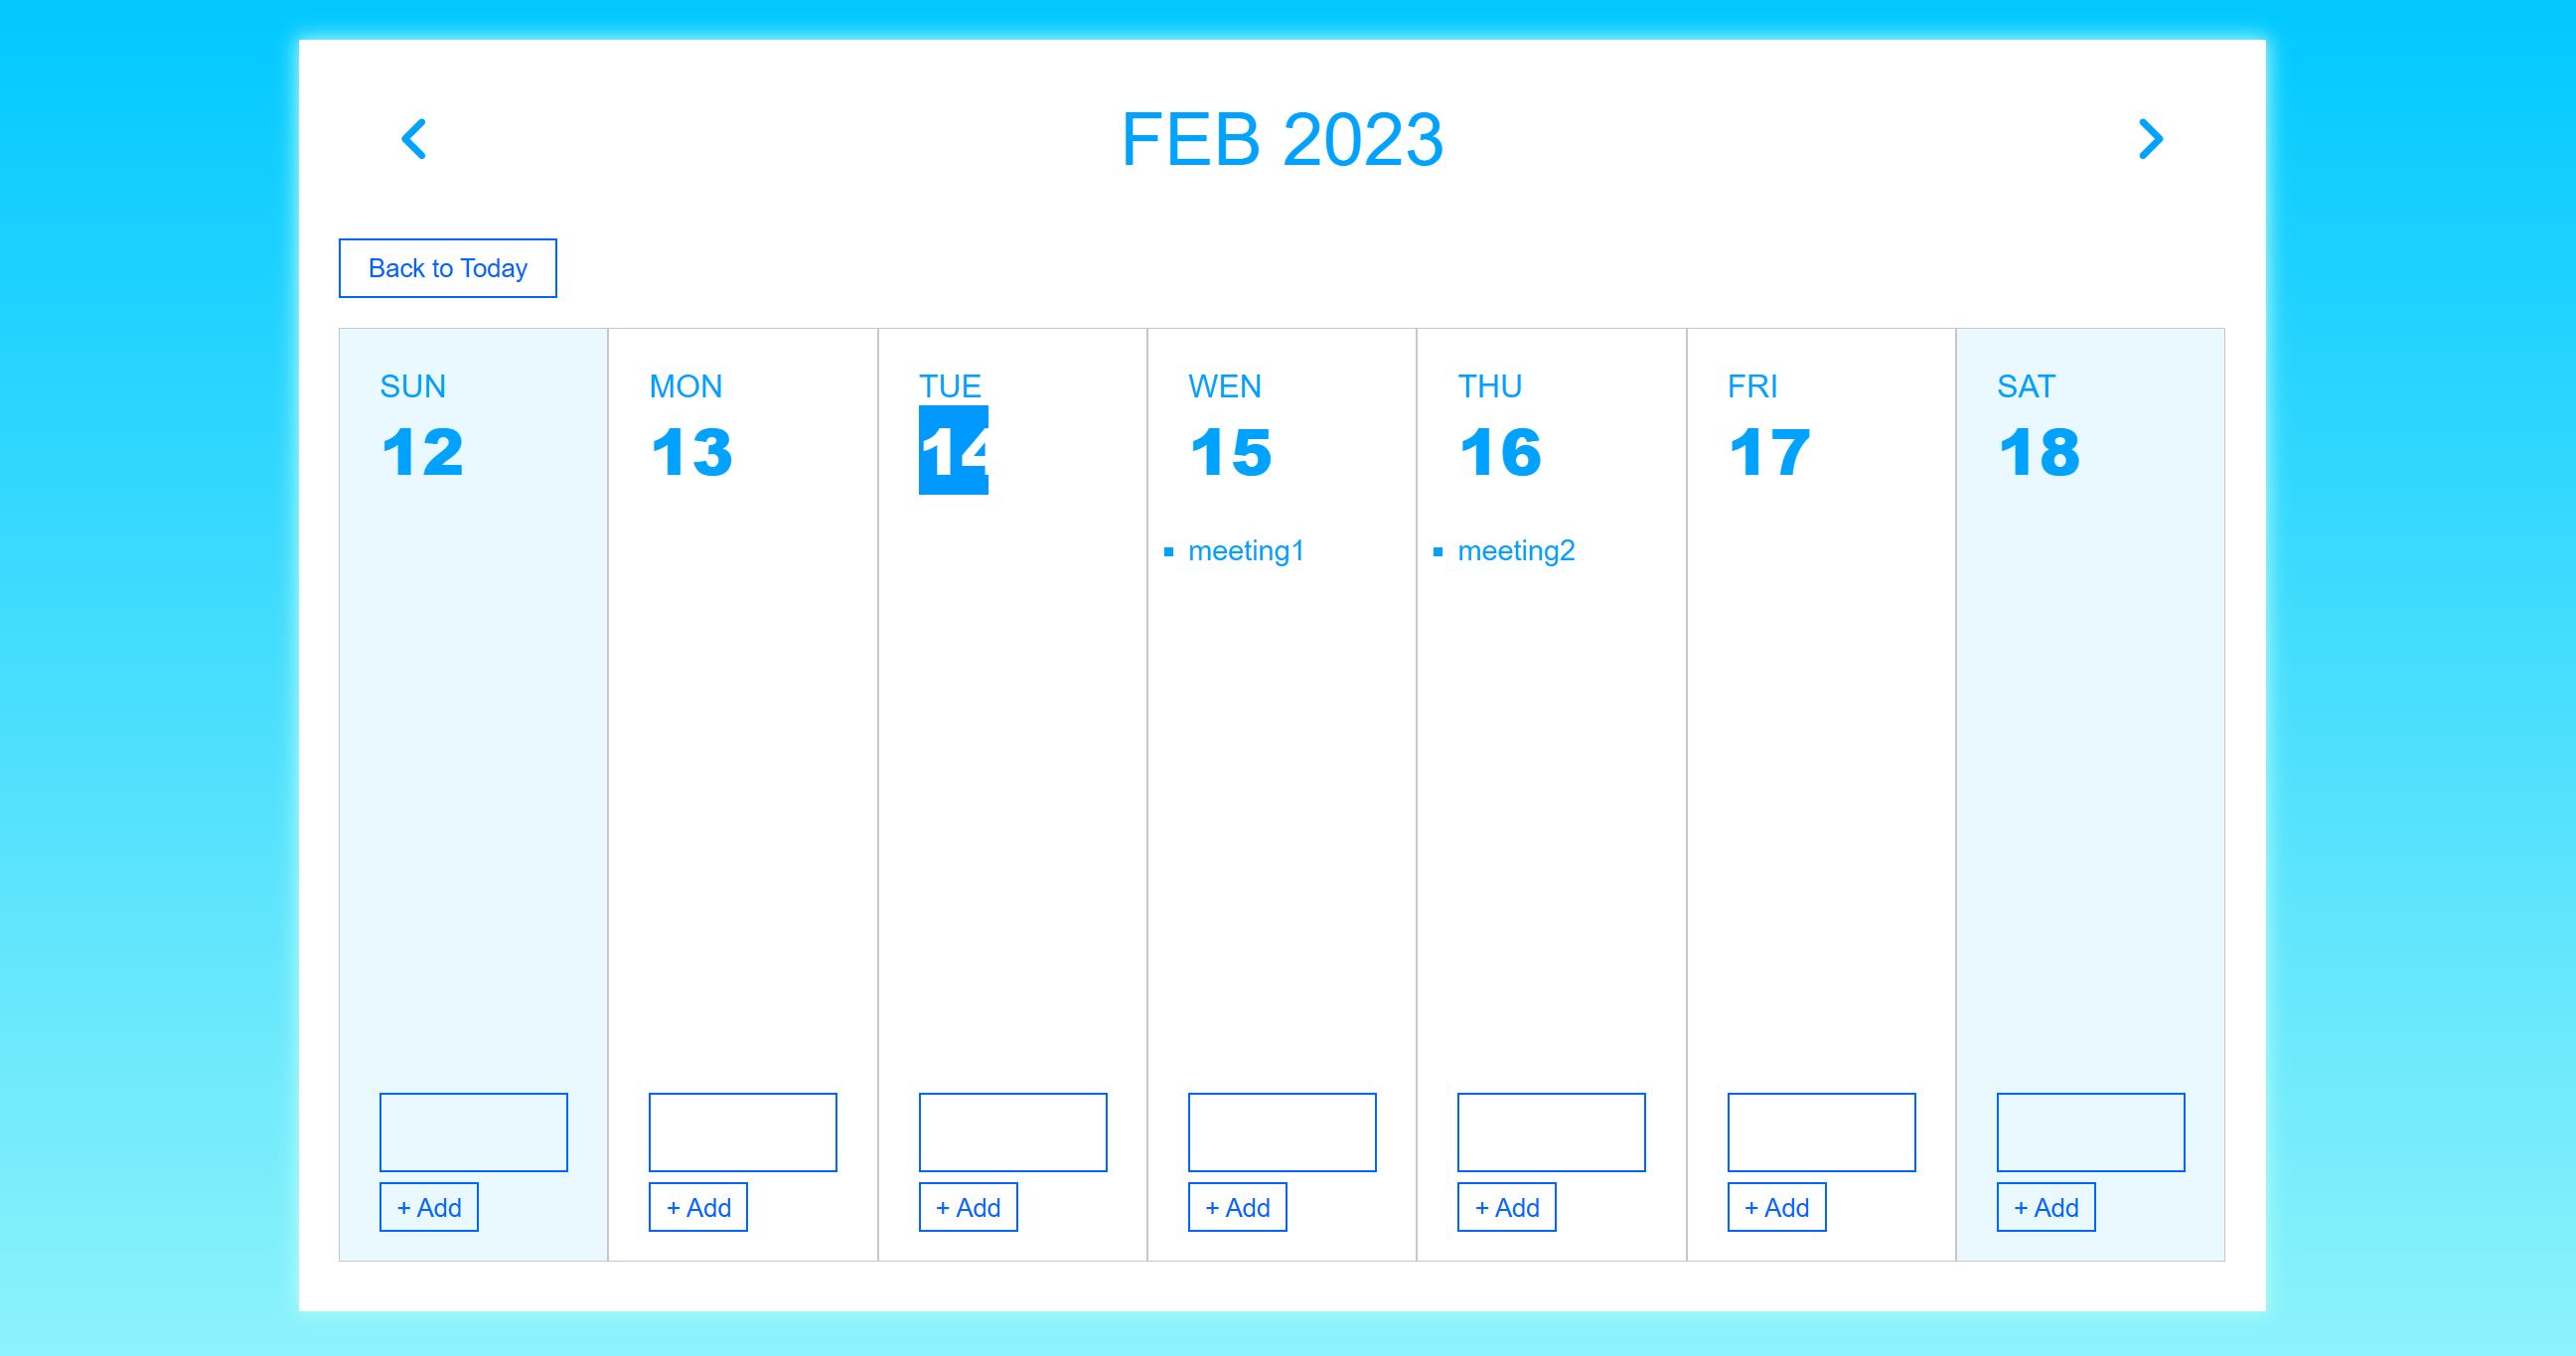 FEB 2023
Back to Today
SUN MON TUE WEN THU FRI SAT
12 13 14 15 16 17 18
meeting1 meeting2
+ Add + Add + Add + Add + Add + Add + Add